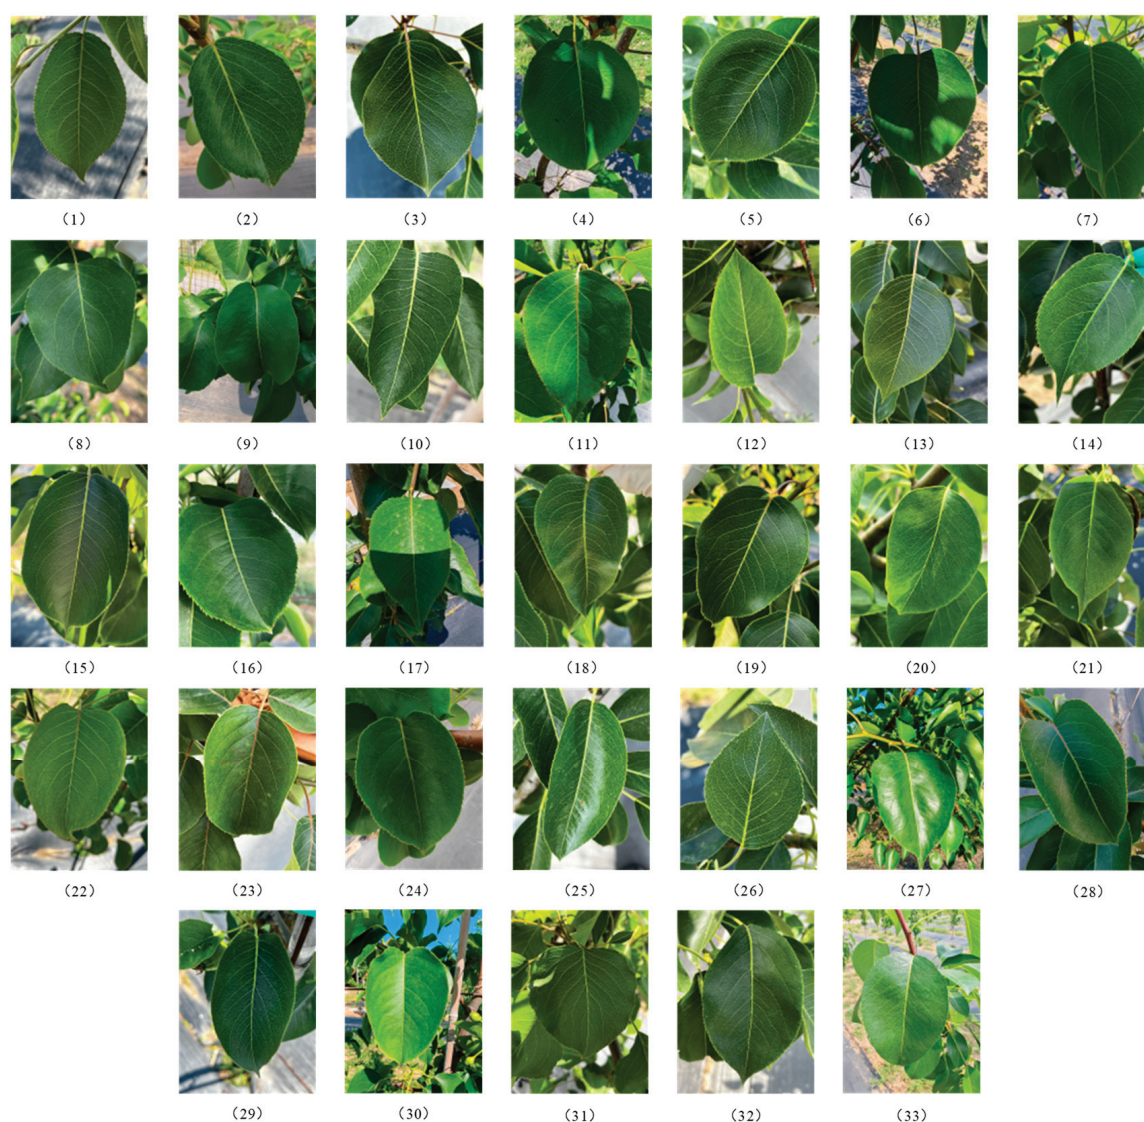 (1) (2) (3) (4) (5) (6) (7)
(8) (9) (10) (11) (12) (13) (14)
(15) (16) (17) (18) (19) (20) (21)
(22) (23) (24) (25) (26) (27) (28)
(29) (30) (31) (32) (33)